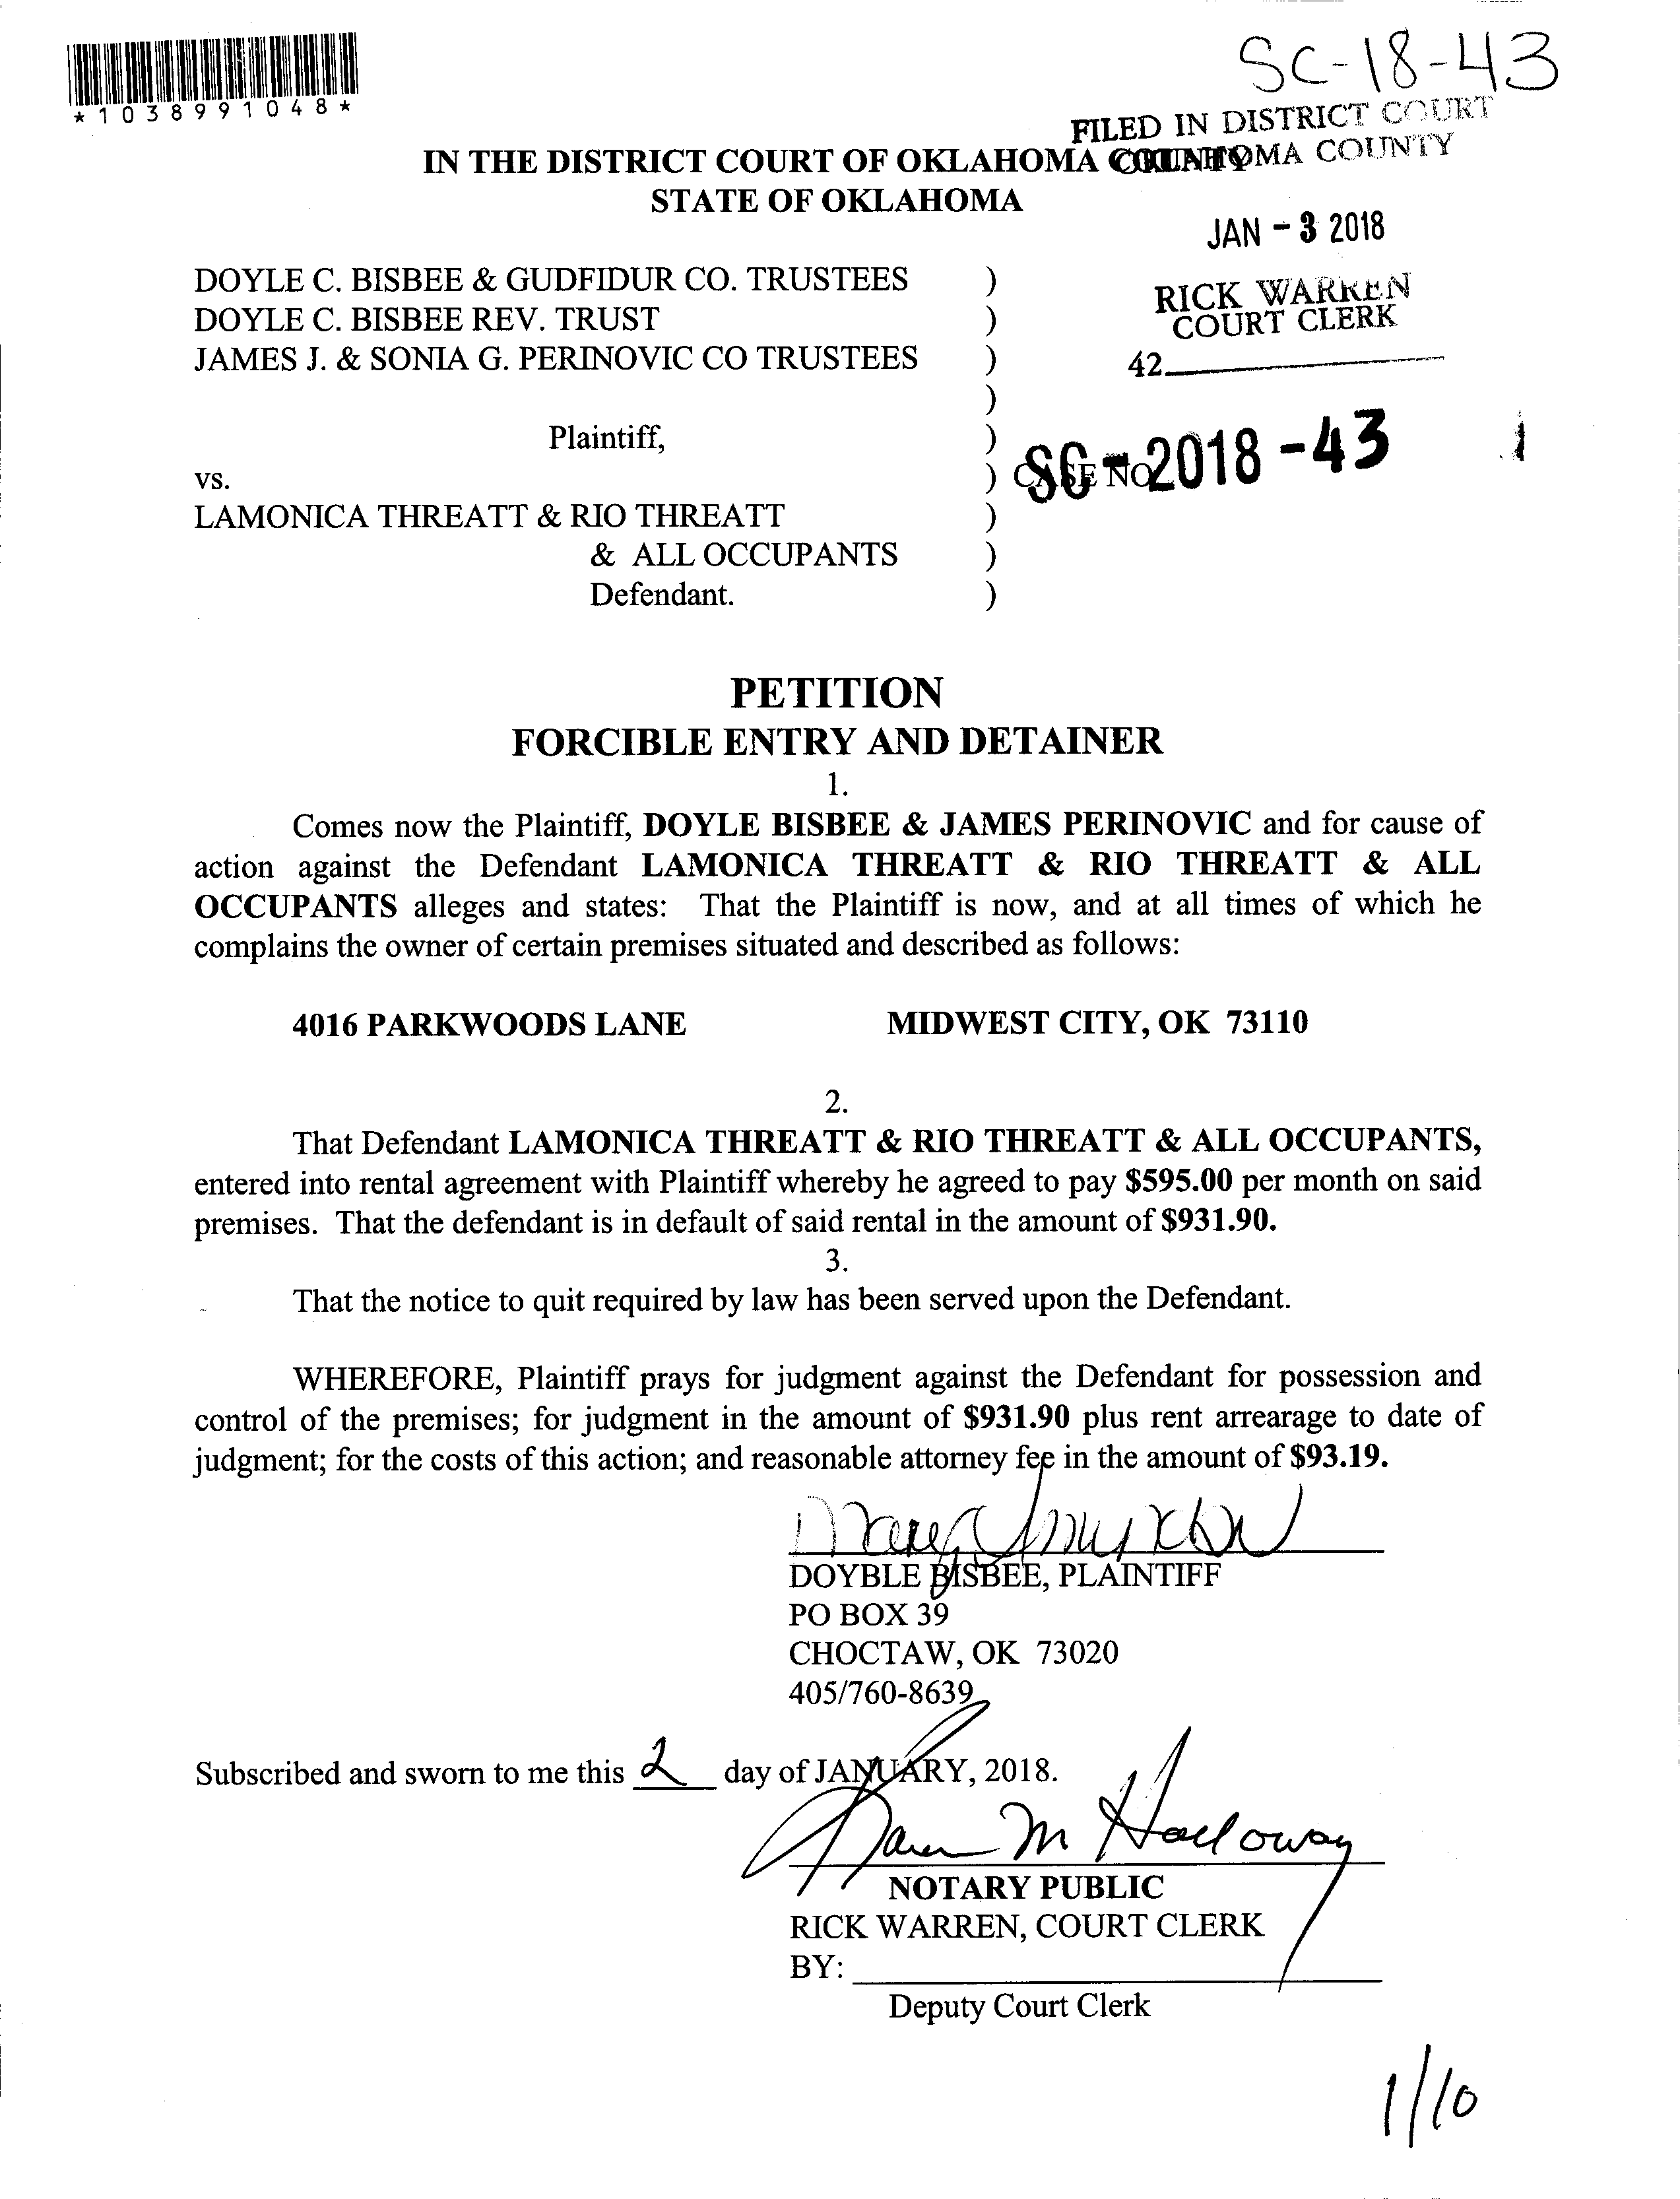 SC-18-43
*1038991048*
FILED IN DISTRICT COURT
OKLAHOMA COUNTY
IN THE DISTRICT COURT OF OKLAHOMA COUNTY
STATE OF OKLAHOMA
JAN - 3 2018
DOYLE C. BISBEE & GUDFIDUR CO. TRUSTEES )
RICK WARREN
COURT CLERK
DOYLE C. BISBEE REV. TRUST )
JAMES J. & SONIA G. PERINOVIC CO TRUSTEES )
42
)
Plaintiff, )
vs. ) CASE NO.
SC-2018-43
LAMONICA THREATT & RIO THREATT )
& ALL OCCUPANTS )
Defendant. )
PETITION
FORCIBLE ENTRY AND DETAINER
1.
Comes now the Plaintiff, DOYLE BISBEE & JAMES PERINOVIC and for cause of
action against the Defendant LAMONICA THREATT & RIO THREATT & ALL
OCCUPANTS alleges and states: That the Plaintiff is now, and at all times of which he
complains the owner of certain premises situated and described as follows:
4016 PARKWOODS LANE MIDWEST CITY, OK 73110
2.
That Defendant LAMONICA THREATT & RIO THREATT & ALL OCCUPANTS,
entered into rental agreement with Plaintiff whereby he agreed to pay $595.00 per month on said
premises. That the defendant is in default of said rental in the amount of $931.90.
3.
That the notice to quit required by law has been served upon the Defendant.
WHEREFORE, Plaintiff prays for judgment against the Defendant for possession and
control of the premises; for judgment in the amount of $931.90 plus rent arrearage to date of
judgment; for the costs of this action; and reasonable attorney fee in the amount of $93.19.
DOYBLE BISBEE, PLAINTIFF
PO BOX 39
CHOCTAW, OK 73020
405/760-8639
Subscribed and sworn to me this 2 day of JANUARY, 2018.
Karen M Holloway
NOTARY PUBLIC
RICK WARREN, COURT CLERK
BY:
Deputy Court Clerk
1/10